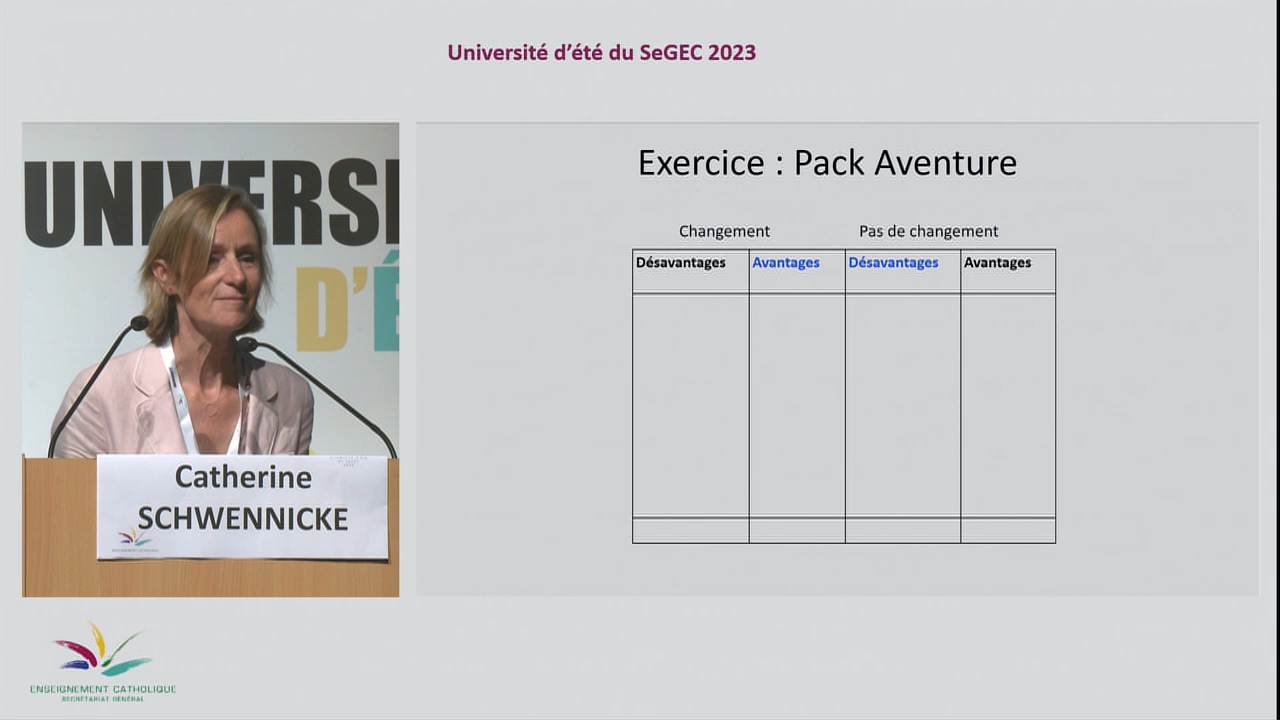 Université d'été du SeGEC 2023
UNIVERSI
D'É
Catherine
SCHWENNICKE
Exercice : Pack Aventure
Changement Pas de changement
Désavantages Avantages Désavantages Avantages
ENSEIGNEMENT CATHOLIQUE
SECRÉTARIAT GÉNÉRAL